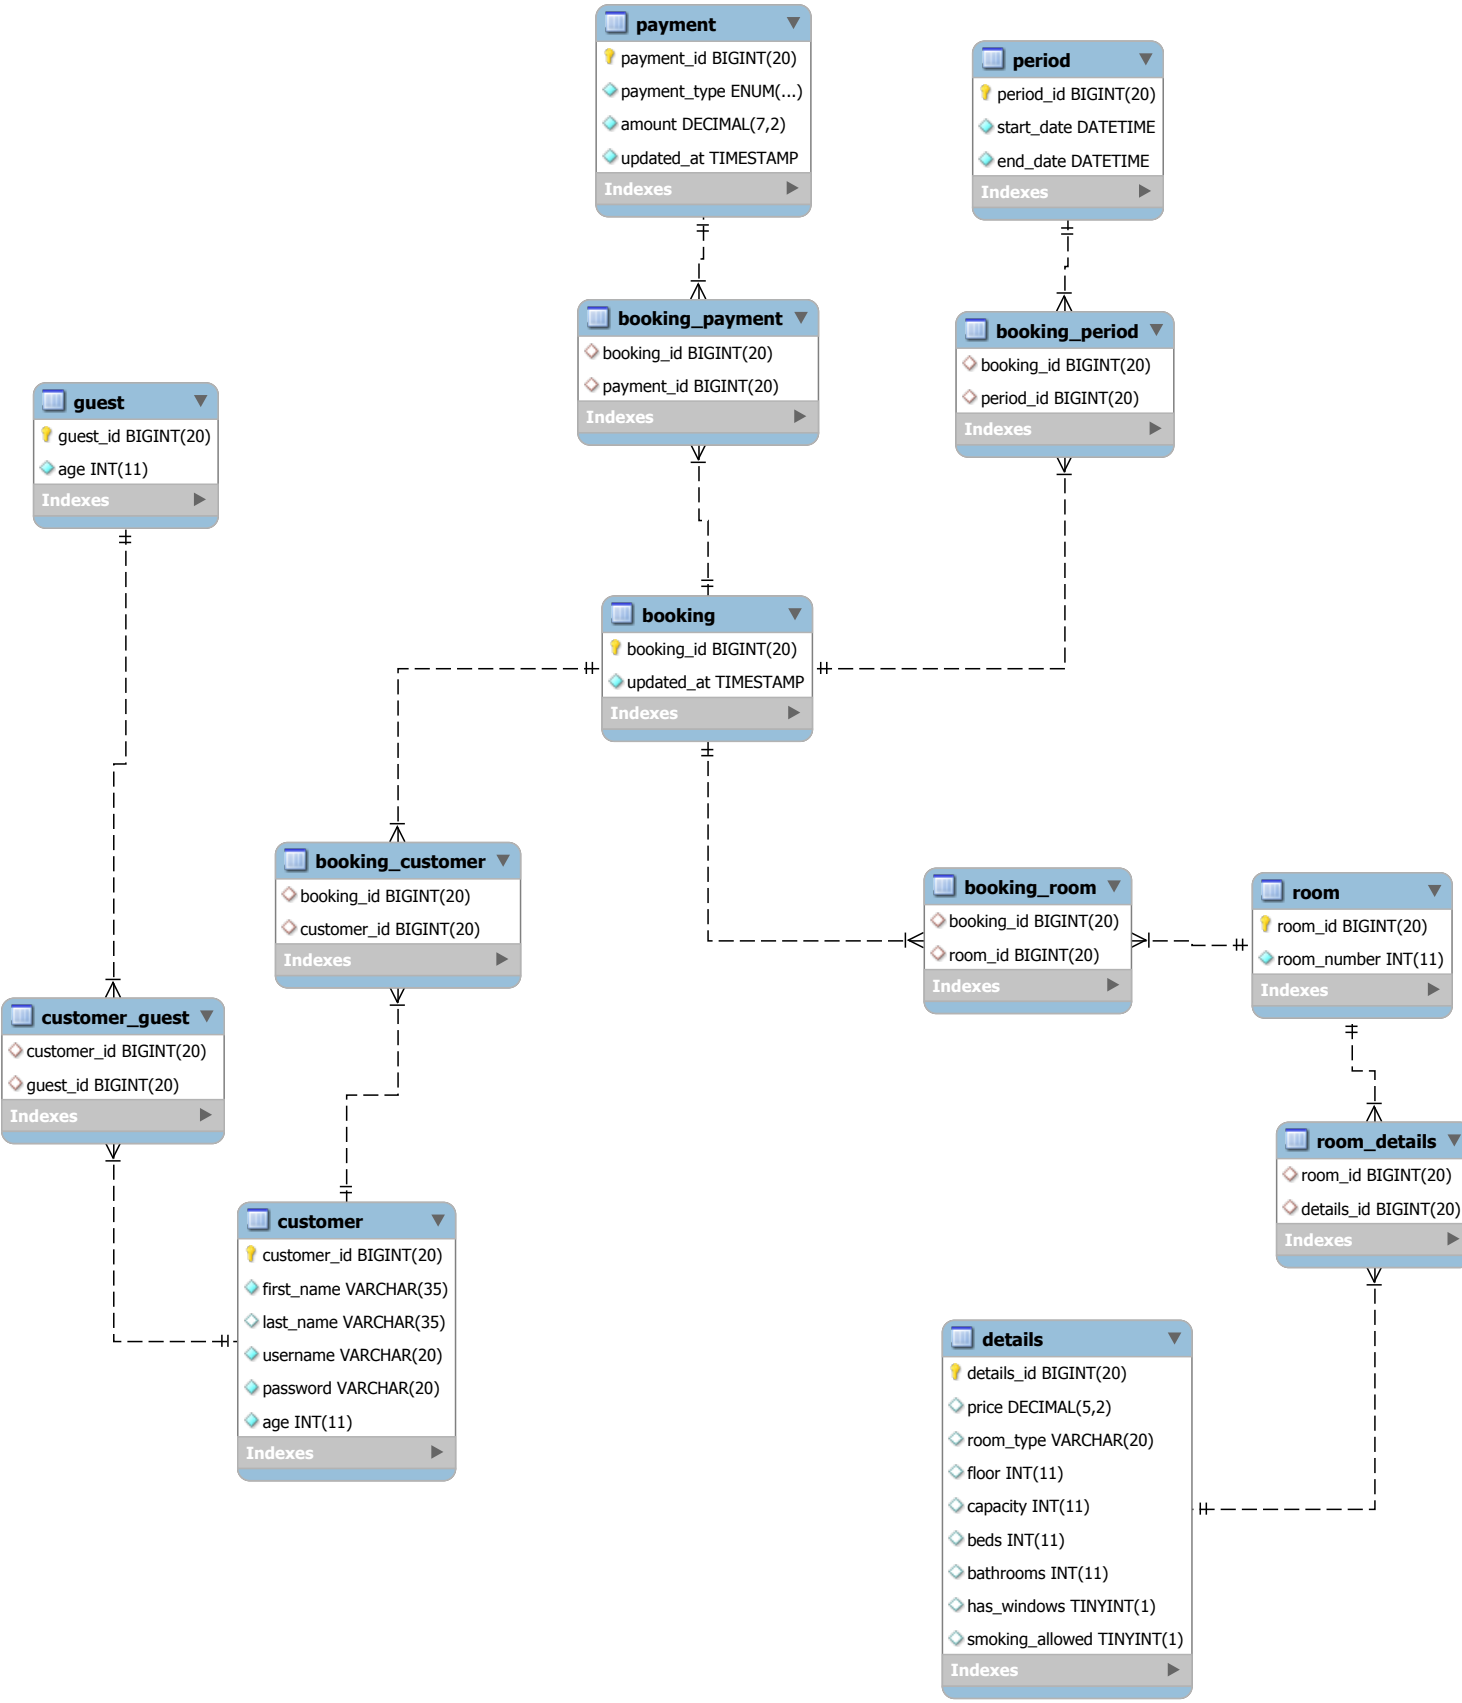 payment
payment_id BIGINT(20)
payment_type ENUM(...)
amount DECIMAL(7,2)
updated_at TIMESTAMP
Indexes
period
period_id BIGINT(20)
start_date DATETIME
end_date DATETIME
Indexes
booking_payment
booking_id BIGINT(20)
payment_id BIGINT(20)
Indexes
booking_period
booking_id BIGINT(20)
period_id BIGINT(20)
Indexes
guest
guest_id BIGINT(20)
age INT(11)
Indexes
booking
booking_id BIGINT(20)
updated_at TIMESTAMP
Indexes
booking_customer
booking_id BIGINT(20)
customer_id BIGINT(20)
Indexes
booking_room
booking_id BIGINT(20)
room_id BIGINT(20)
Indexes
room
room_id BIGINT(20)
room_number INT(11)
Indexes
customer_guest
customer_id BIGINT(20)
guest_id BIGINT(20)
Indexes
room_details
room_id BIGINT(20)
details_id BIGINT(20)
Indexes
customer
customer_id BIGINT(20)
first_name VARCHAR(35)
last_name VARCHAR(35)
username VARCHAR(20)
password VARCHAR(20)
age INT(11)
Indexes
details
details_id BIGINT(20)
price DECIMAL(5,2)
room_type VARCHAR(20)
floor INT(11)
capacity INT(11)
beds INT(11)
bathrooms INT(11)
has_windows TINYINT(1)
smoking_allowed TINYINT(1)
Indexes